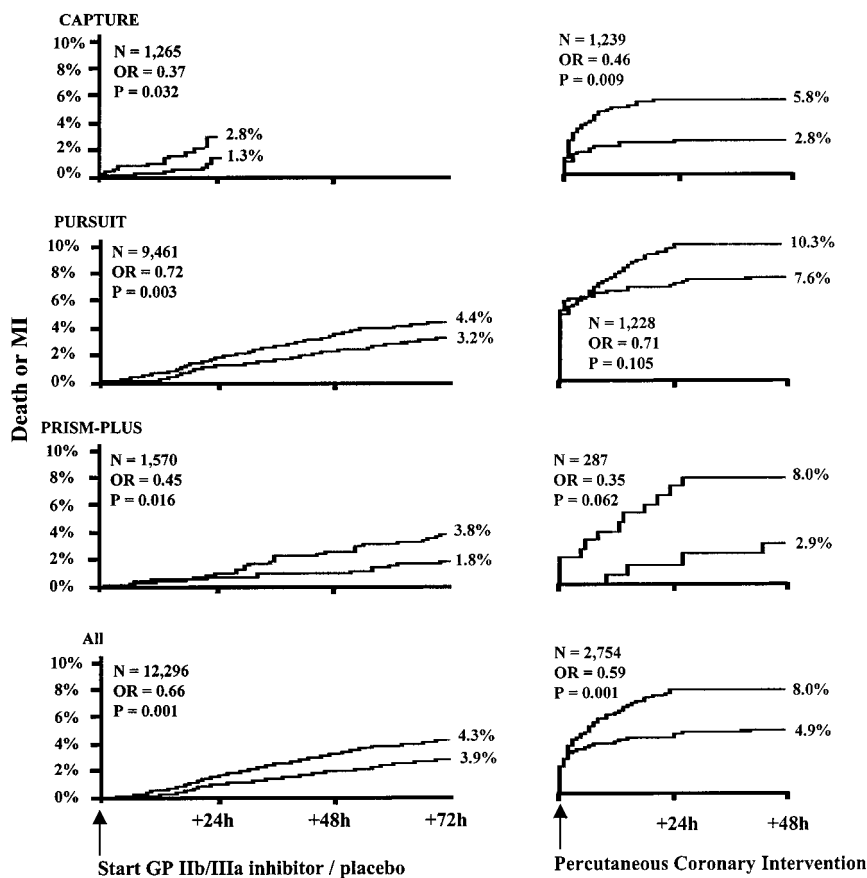 CAPTURE
10%
8%
6%
4%
2%
0%
N = 1,265
OR = 0.37
P = 0.032
2.8%
1.3%
N = 1,239
OR = 0.46
P = 0.009
5.8%
2.8%
+24h
+48h
PURSUIT
10%
8%
6%
4%
2%
0%
N = 9,461
OR = 0.72
P = 0.003
4.4%
3.2%
10.3%
7.6%
N = 1,228
OR = 0.71
P = 0.105
Death or MI
PRISM-PLUS
10%
8%
6%
4%
2%
0%
N = 1,570
OR = 0.45
P = 0.016
3.8%
1.8%
N = 287
OR = 0.35
P = 0.062
8.0%
2.9%
All
10%
8%
6%
4%
2%
0%
N = 12,296
OR = 0.66
P = 0.001
4.3%
3.9%
N = 2,754
OR = 0.59
P = 0.001
8.0%
4.9%
+24h
+48h
+72h
+24h
+48h
Start GP IIb/IIIa inhibitor / placebo
Percutaneous Coronary Intervention